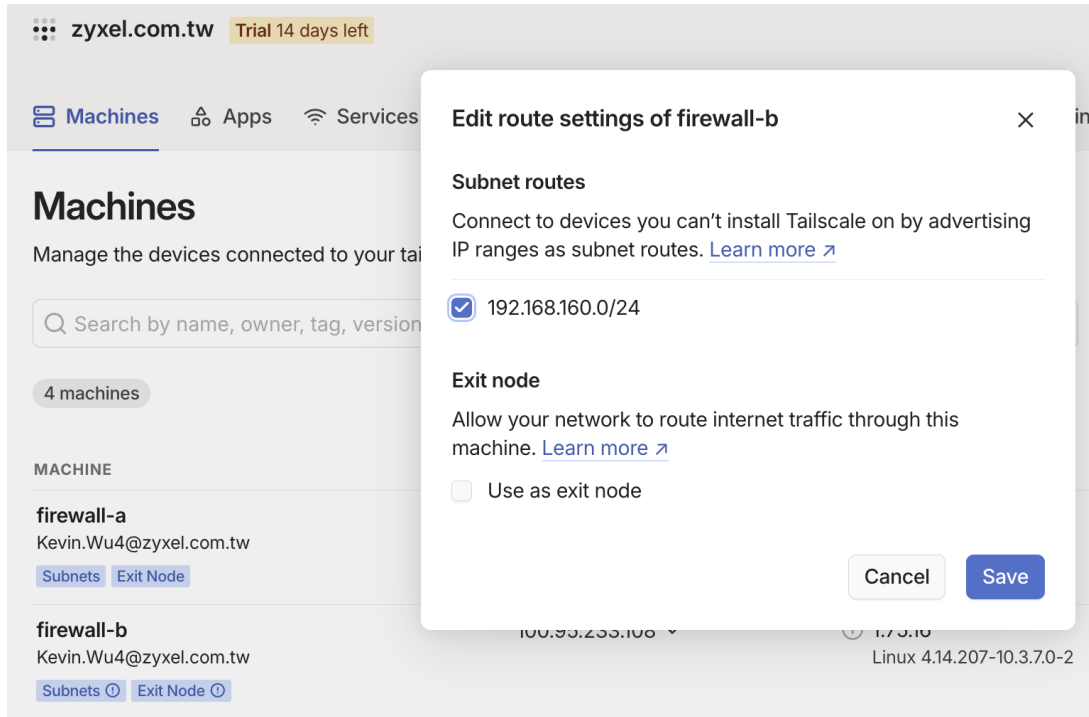 zyxel.com.tw Trial 14 days left
Machines Apps Services
Machines
Manage the devices connected to your tai
Search by name, owner, tag, version
4 machines
MACHINE
firewall-a
Kevin.Wu4@zyxel.com.tw
Subnets Exit Node
firewall-b
Kevin.Wu4@zyxel.com.tw
Subnets Exit Node
Edit route settings of firewall-b
Subnet routes
Connect to devices you can’t install Tailscale on by advertising
IP ranges as subnet routes. Learn more ↗
192.168.160.0/24
Exit node
Allow your network to route internet traffic through this
machine. Learn more ↗
Use as exit node
Cancel Save
Linux 4.14.207-10.3.7.0-2